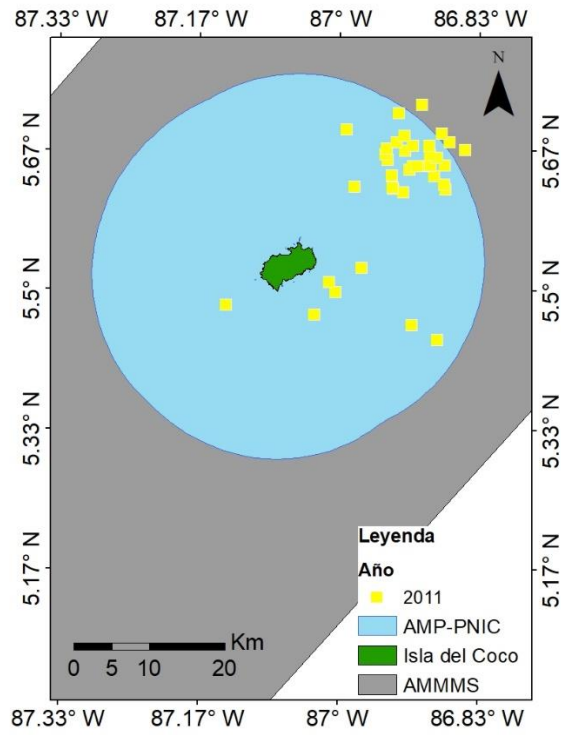 87.33° W 87.17° W 87° W 86.83° W
N
5.67° N 5.67° N
5.5° N 5.5° N
5.33° N 5.33° N
5.17° N 5.17° N
Leyenda
Año
2011
AMP-PNIC
Isla del Coco
AMMMS
Km
0 5 10 20
87.33° W 87.17° W 87° W 86.83° W